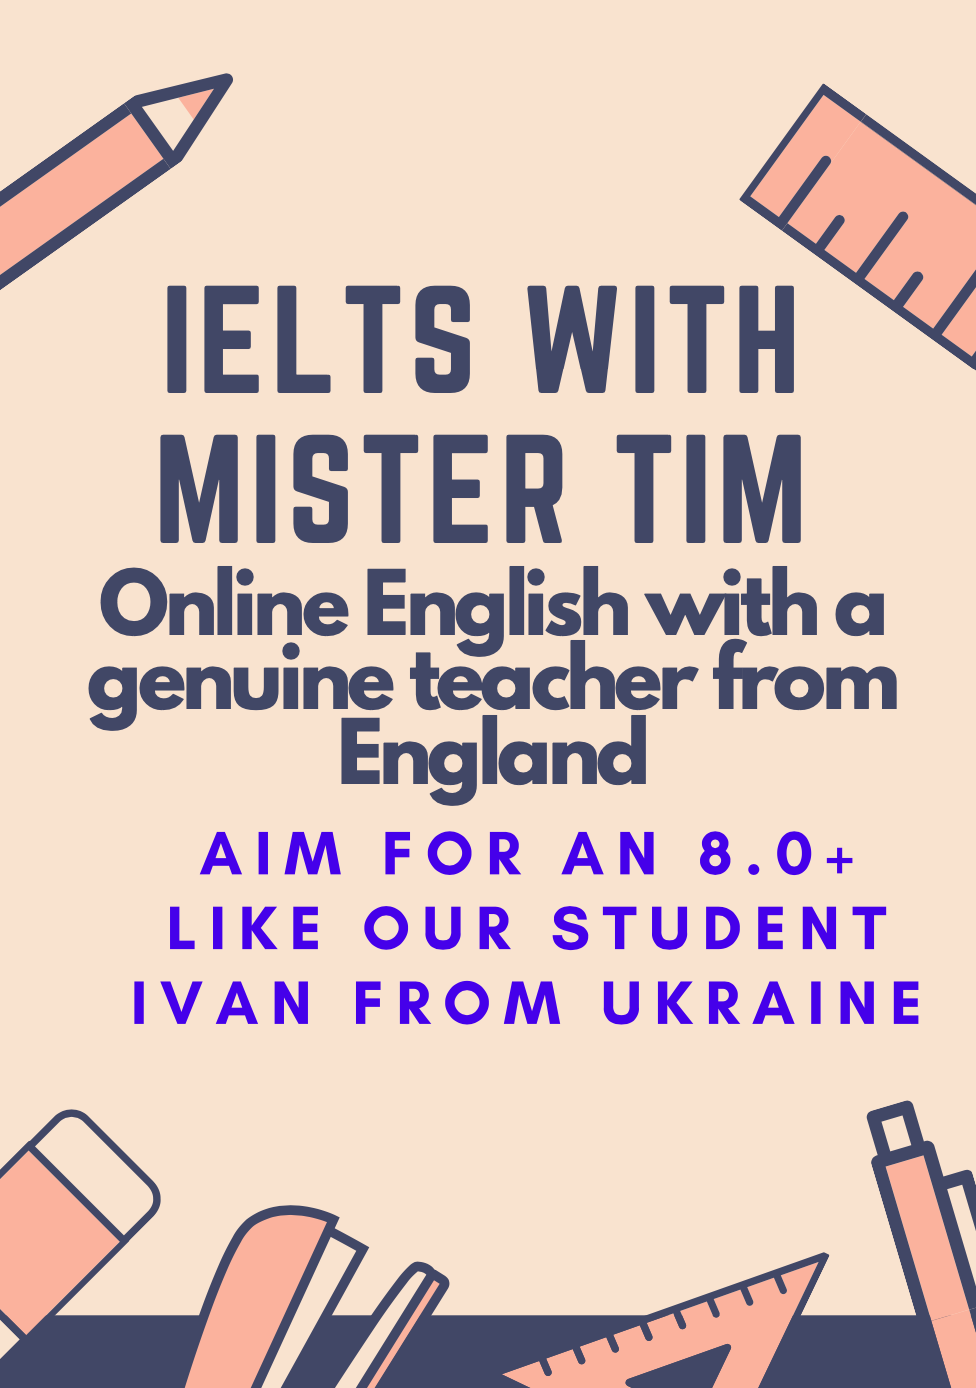 IELTS WITH
MISTER TIM
Online English with a
genuine teacher from
England
AIM FOR AN 8.0+
LIKE OUR STUDENT
IVAN FROM UKRAINE